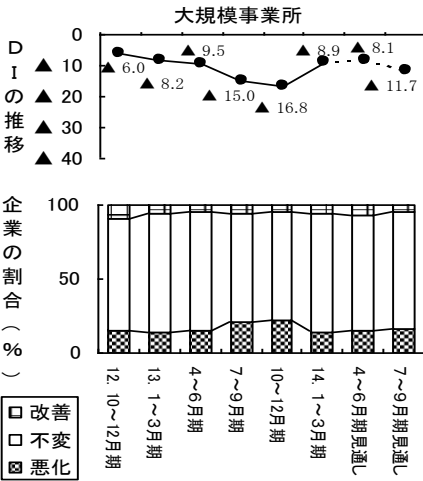 大規模事業所
DIの推移
0
▲ 10
▲ 20
▲ 30
▲ 40
▲ 6.0
▲ 8.2
▲ 9.5
▲ 15.0
▲ 16.8
▲ 8.9
▲ 8.1
▲ 11.7
企業の割合(%)
100
50
0
12. 10~12月期
13. 1~3月期
4~6月期
7~9月期
10~12月期
14. 1~3月期
4~6月期見通し
7~9月期見通し
改善
不変
悪化